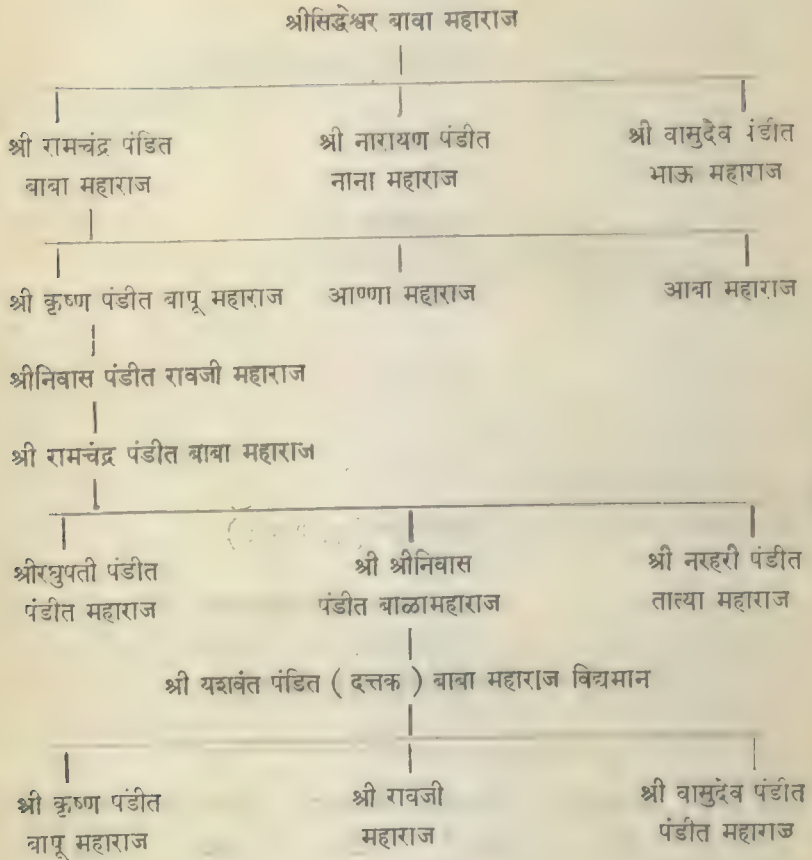 श्रीसिद्धेश्वर बाबा महाराज
श्री रामचंद्र पंडित
बाबा महाराज
श्री नारायण पंडीत
नाना महाराज
श्री वासुदेव पंडीत
भाऊ महाराज
श्री कृष्ण पंडीत बापू महाराज
आण्णा महाराज
आबा महाराज
श्रीनिवास पंडीत रावजी महाराज
श्री रामचंद्र पंडीत बाबा महाराज
श्रीरघुपती पंडीत
पंडीत महाराज
श्री श्रीनिवास
पंडीत बाळामहाराज
श्री नरहरी पंडीत
तात्या महाराज
श्री यशवंत पंडित ( दत्तक ) बाबा महाराज विद्यमान
श्री कृष्ण पंडीत
बापू महाराज
श्री रावजी
महाराज
श्री वासुदेव पंडीत
पंडीत महाराज